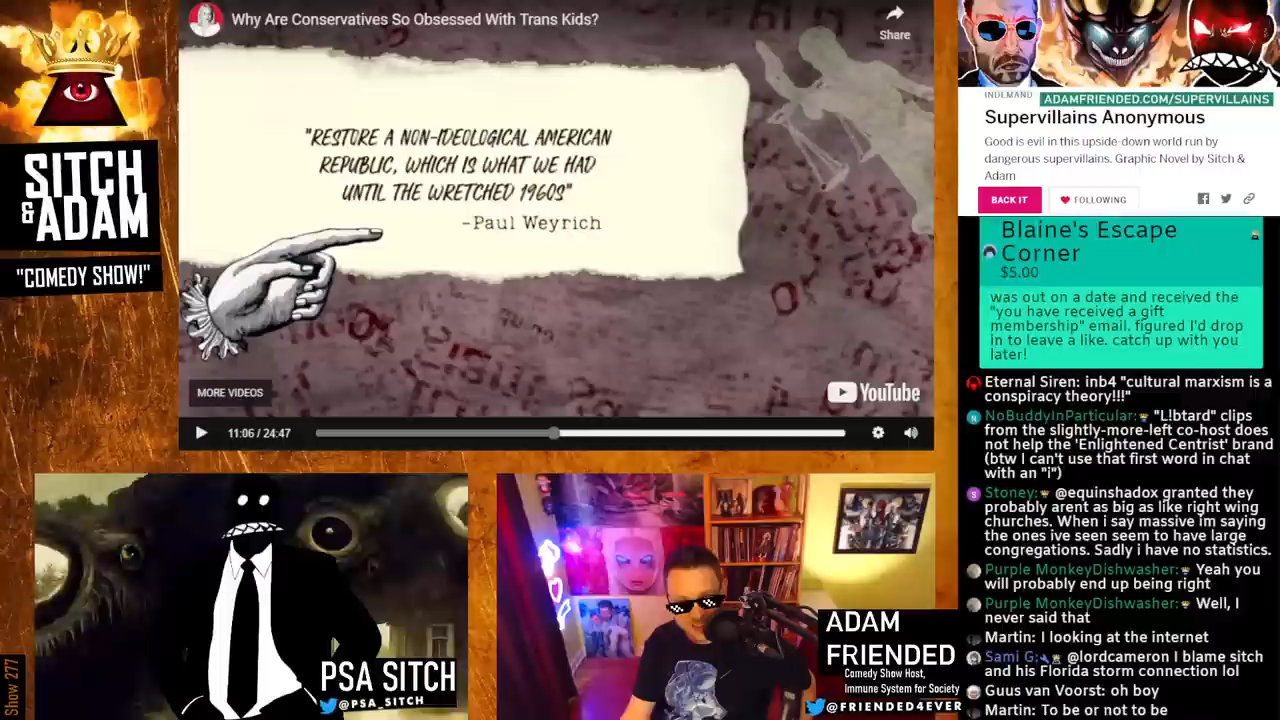 Why Are Conservatives So Obsessed With Trans Kids?
Share
"RESTORE A NON-IDEOLOGICAL AMERICAN
REPUBLIC, WHICH IS WHAT WE HAD
UNTIL THE WRETCHED 1960S"
-Paul Weyrich
MORE VIDEOS
YouTube
11:06 / 24:47
SITCH
& ADAM
"COMEDY SHOW!"
Show 277
PSA SITCH
@PSA_SITCH
ADAM
FRIENDED
Comedy Show Host,
Immune System for Society
@FRIENDED4EVER
INDEMAND
ADAMFRIENDED.COM/SUPERVILLAINS
Supervillains Anonymous
Good is evil in this upside-down world run by
dangerous supervillains. Graphic Novel by Sitch &
Adam
BACK IT
FOLLOWING
Blaine's Escape
Corner
$5.00
was out on a date and received the
"you have received a gift
membership" email. figured I'd drop
in to leave a like. catch up with you
later!
Eternal Siren: inb4 "cultural marxism is a
conspiracy theory!!!"
NoBuddyInParticular: "L!btard" clips
from the slightly-more-left co-host does
not help the 'Enlightened Centrist' brand
(btw I can't use that first word in chat
with an "i")
Stoney: @equinshadox granted they
probably arent as big as like right wing
churches. When i say massive im saying
the ones ive seen seem to have large
congregations. Sadly i have no statistics.
Purple MonkeyDishwasher: Yeah you
will probably end up being right
Purple MonkeyDishwasher: Well, I
never said that
Martin: I looking at the internet
Sami G: @lordcameron I blame sitch
and his Florida storm connection lol
Guus van Voorst: oh boy
Martin: To be or not to be